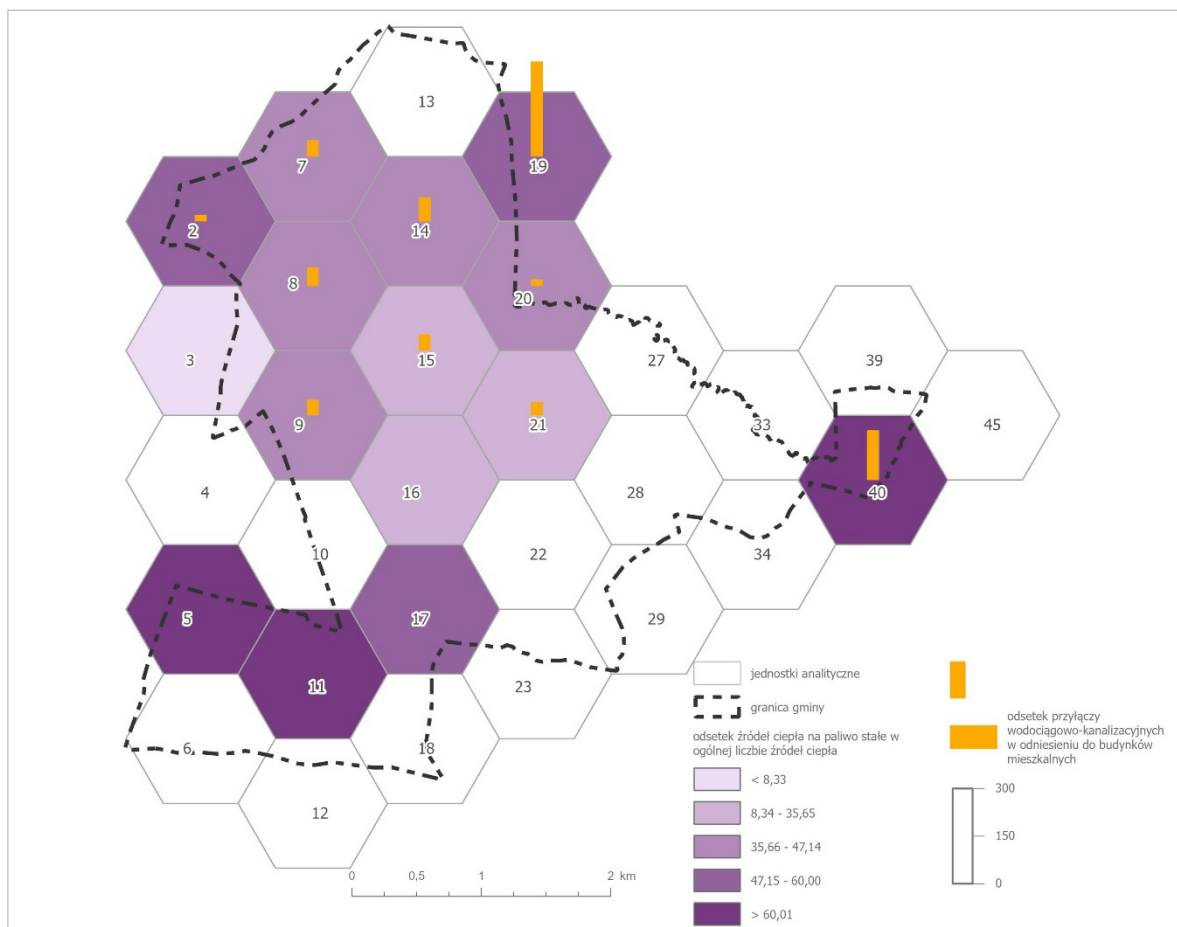 13
7
19
2
14
8
20
3
15
27
39
9
21
33
45
4
16
28
40
10
22
34
5
17
29
11
23
6
18
12
jednostki analityczne
granica gminy
odsetek źródeł ciepła na paliwo stałe w
ogólnej liczbie źródeł ciepła
< 8,33
8,34 - 35,65
35,66 - 47,14
47,15 - 60,00
> 60,01
odsetek przyłączy
wodociągowo-kanalizacyjnych
w odniesieniu do budynków
mieszkalnych
300
150
0
0 0,5 1 2 km